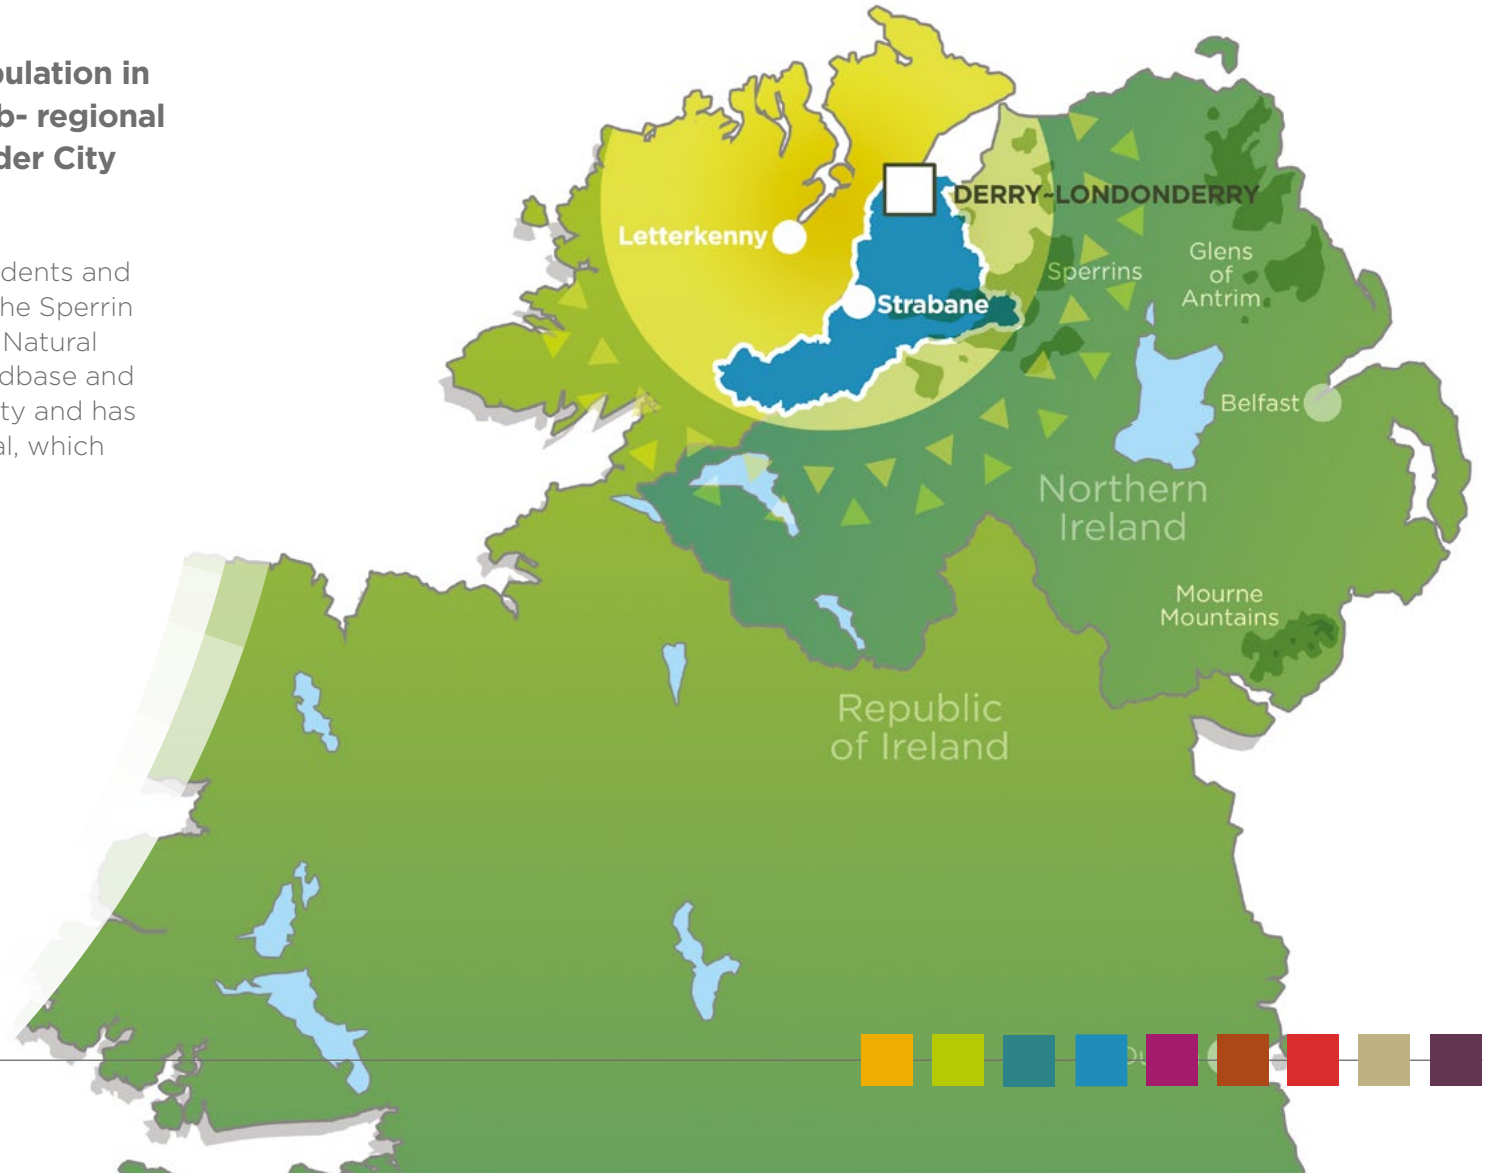 pulation in
b- regional
der City
dents and
he Sperrin
Natural
dbase and
ty and has
al, which
DERRY~LONDONDERRY
Letterkenny
Strabane
Sperrins
Glens
of
Antrim
Belfast
Northern
Ireland
Mourne
Mountains
Republic
of Ireland